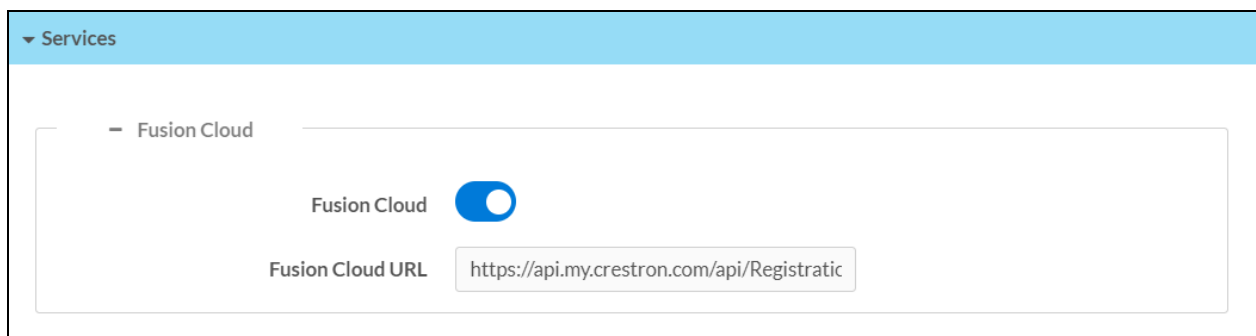 Services
Fusion Cloud
Fusion Cloud
Fusion Cloud URL https://api.my.crestron.com/api/Registratic